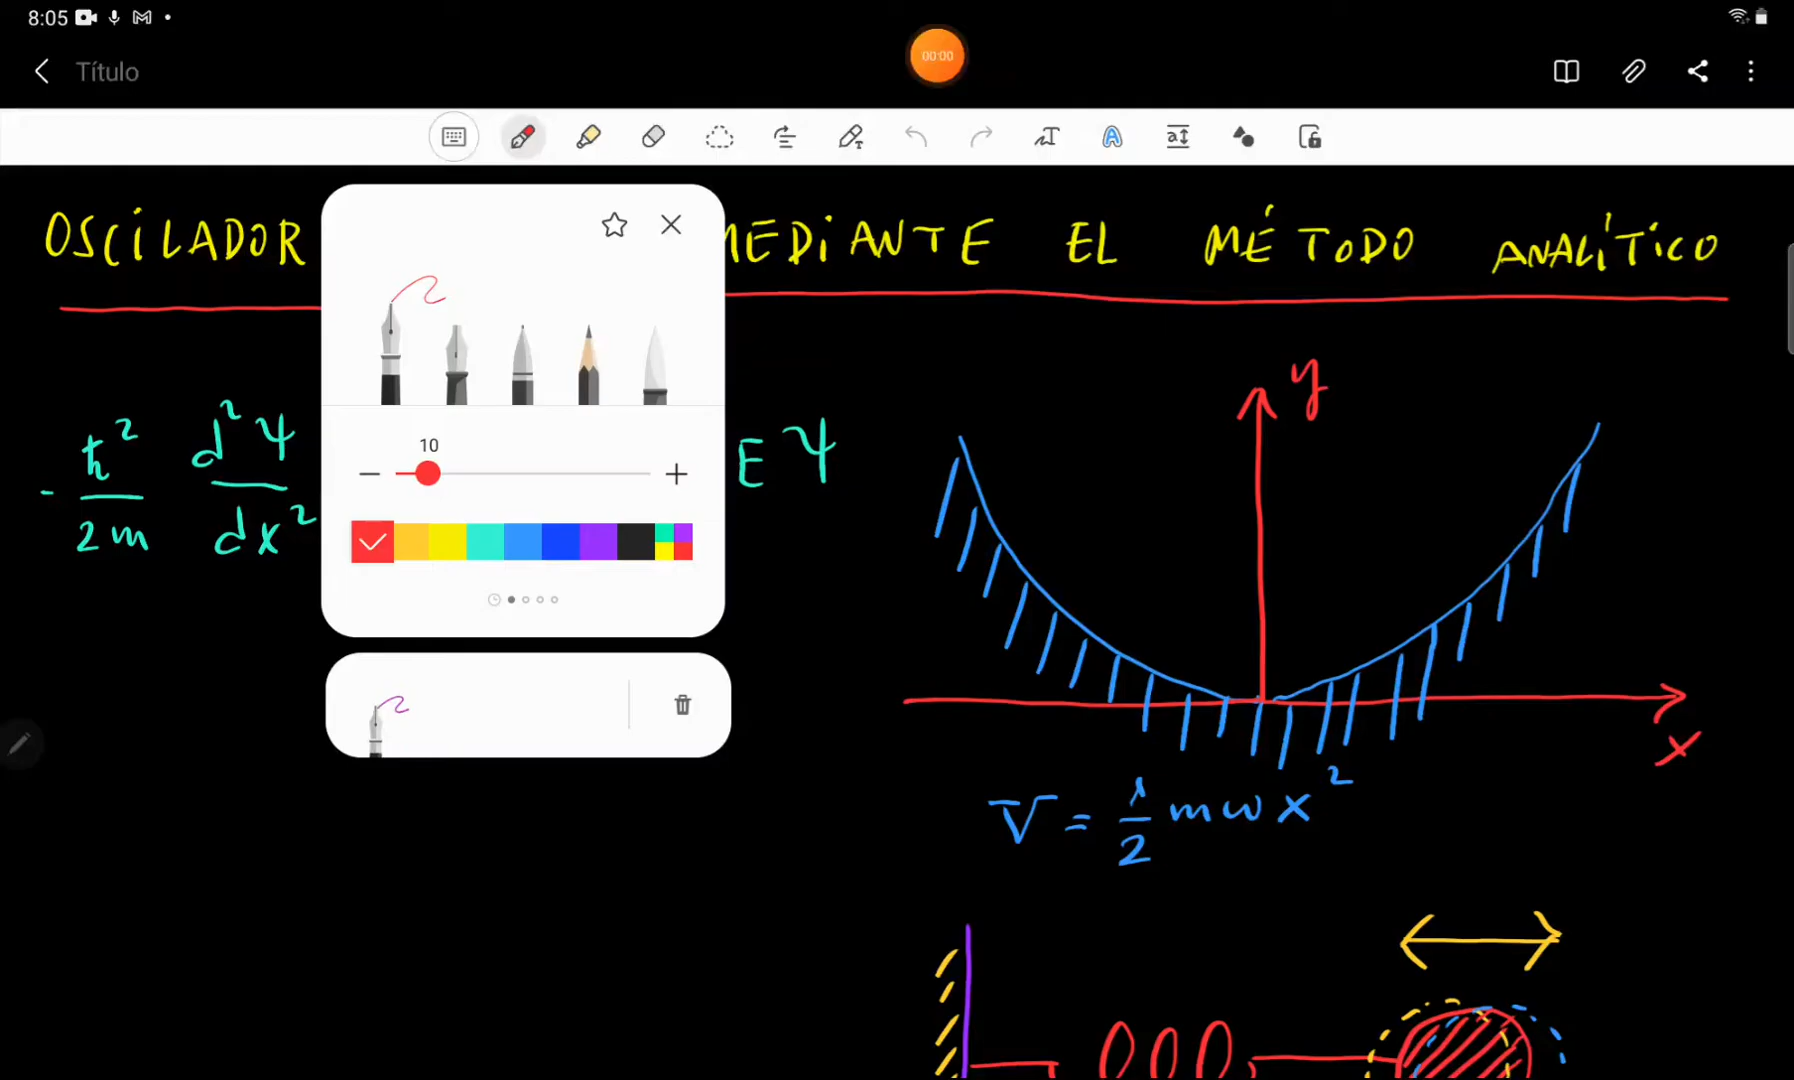 8:05
00:00
Título
OSCILADOR MEDIANTE EL MÉTODO ANALÍTICO
- ħ² d²Ψ EΨ
2m dx²
10
y
x
V = 1/2 mωx²